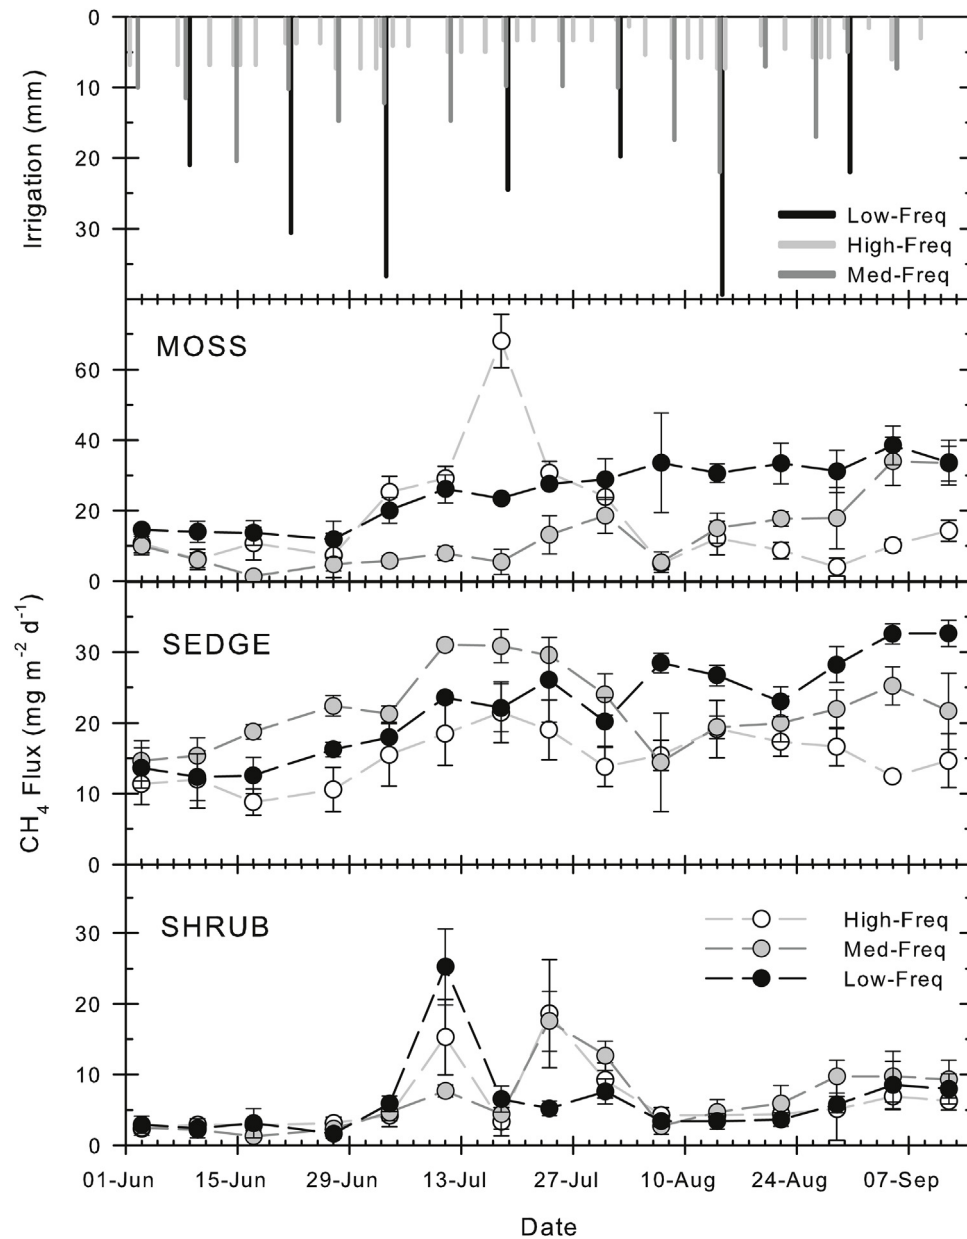 0
10
20
30
Irrigation (mm)
Low-Freq
High-Freq
Med-Freq
MOSS
60
40
20
0
SEDGE
30
20
10
0
CH4 Flux (mg m-2 d-1)
SHRUB
High-Freq
Med-Freq
Low-Freq
30
20
10
0
01-Jun 15-Jun 29-Jun 13-Jul 27-Jul 10-Aug 24-Aug 07-Sep
Date